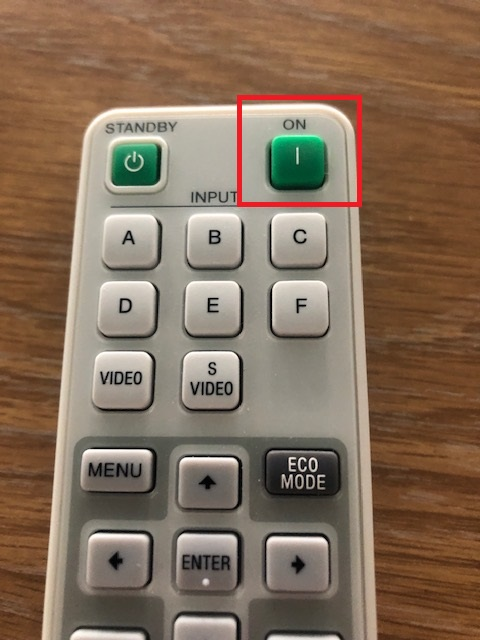 STANDBY ON
INPUT
A B C
D E F
VIDEO S VIDEO
MENU ECO MODE
ENTER